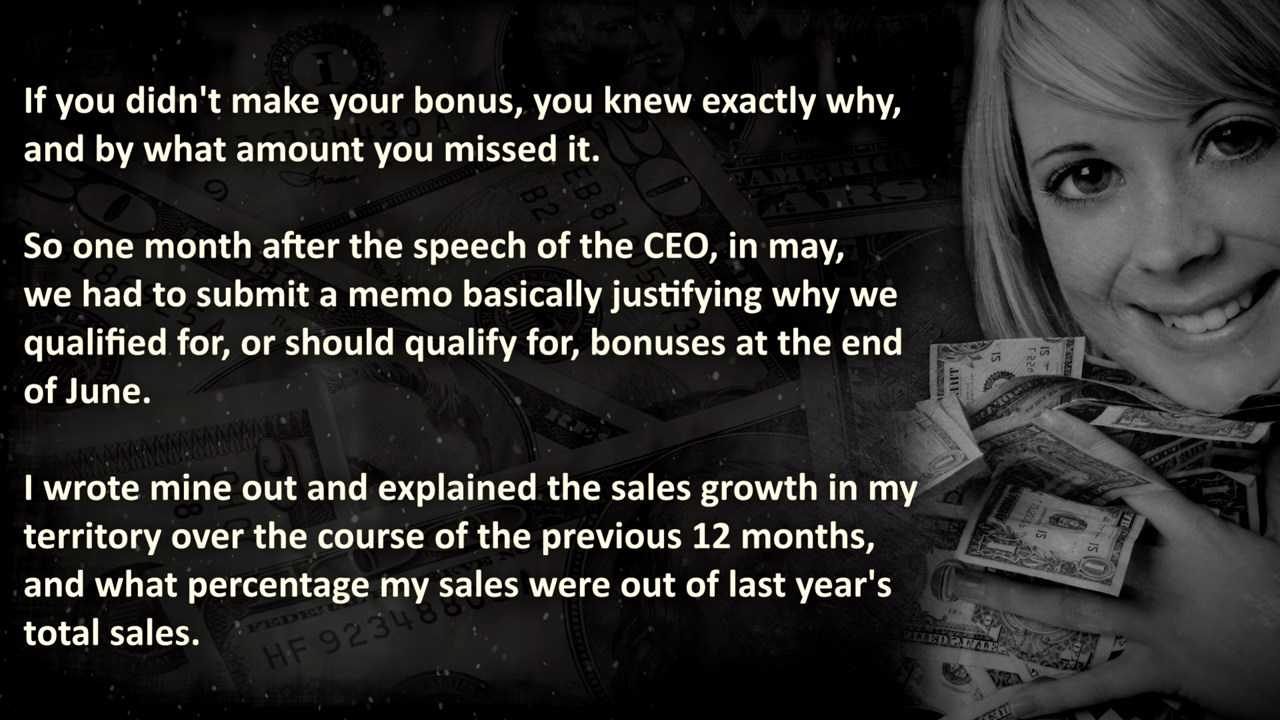 If you didn't make your bonus, you knew exactly why,
and by what amount you missed it.
So one month after the speech of the CEO, in may,
we had to submit a memo basically justifying why we
qualified for, or should qualify for, bonuses at the end
of June.
I wrote mine out and explained the sales growth in my
territory over the course of the previous 12 months,
and what percentage my sales were out of last year's
total sales.